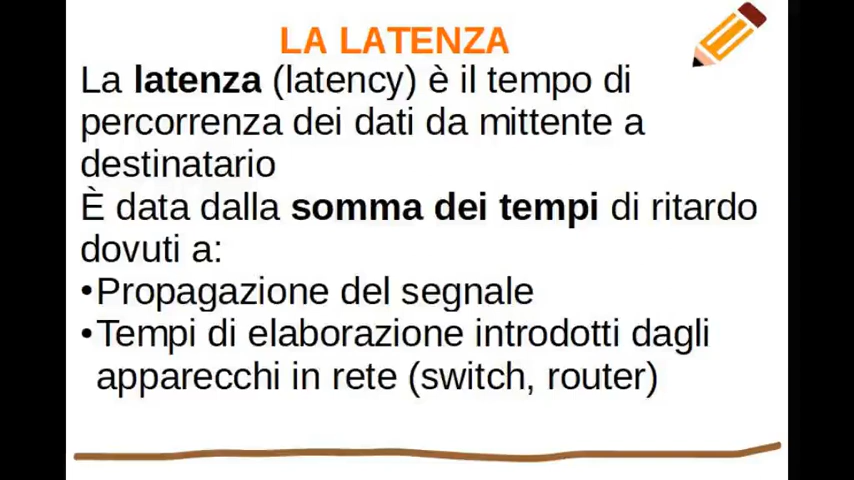 LA LATENZA
La latenza (latency) è il tempo di
percorrenza dei dati da mittente a
destinatario
È data dalla somma dei tempi di ritardo
dovuti a:
•Propagazione del segnale
•Tempi di elaborazione introdotti dagli
apparecchi in rete (switch, router)